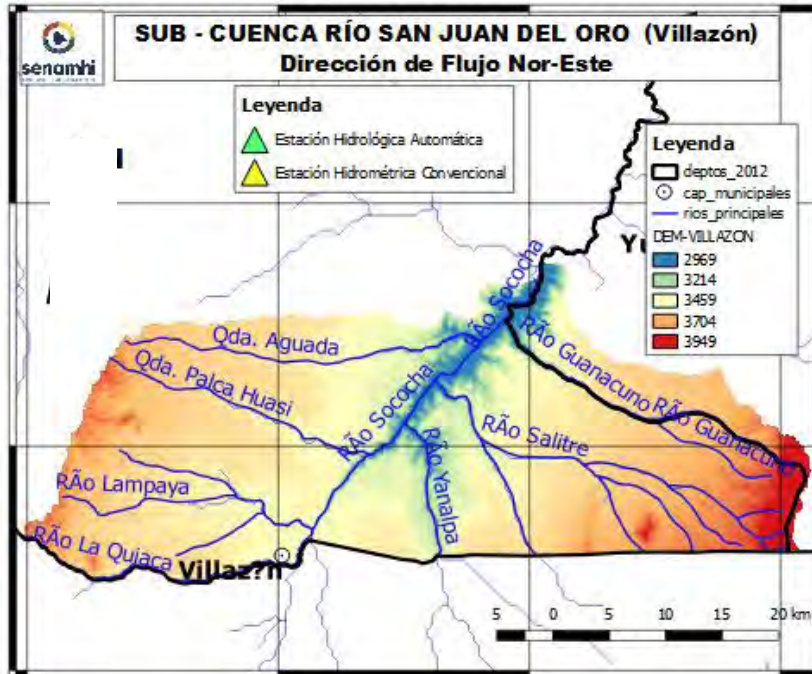 SUB - CUENCA RÍO SAN JUAN DEL ORO (Villazón)
Dirección de Flujo Nor-Este
senamhi
Leyenda
Estación Hidrológica Automática
Estación Hidrométrica Convencional
Leyenda
deptos_2012
cap_municipales
rios_principales
DEM-VILLAZON
2969
3214
3459
3704
3949
Yu
RÃo Sococha
Qda. Aguada
Qda. Palca Huasi
RÃo Sococha
RÃo Guanacuno
RÃo Guanacuno
RÃo Salitre
RÃo Yanalpa
RÃo Lampaya
RÃo La Quiaca
Villaz?n
5 0 5 10 15 20 km